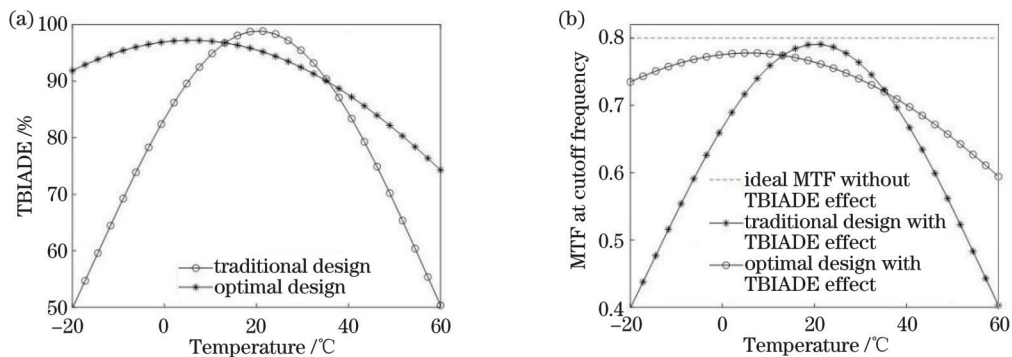 (a)
100
90
80
70
60
50
TBIADE /%
traditional design
optimal design
−20
0
20
40
60
Temperature /℃
(b)
0.8
0.7
0.6
0.5
0.4
MTF at cutoff frequency
ideal MTF without
TBIADE effect
traditional design with
TBIADE effect
optimal design with
TBIADE effect
−20
0
20
40
60
Temperature /℃